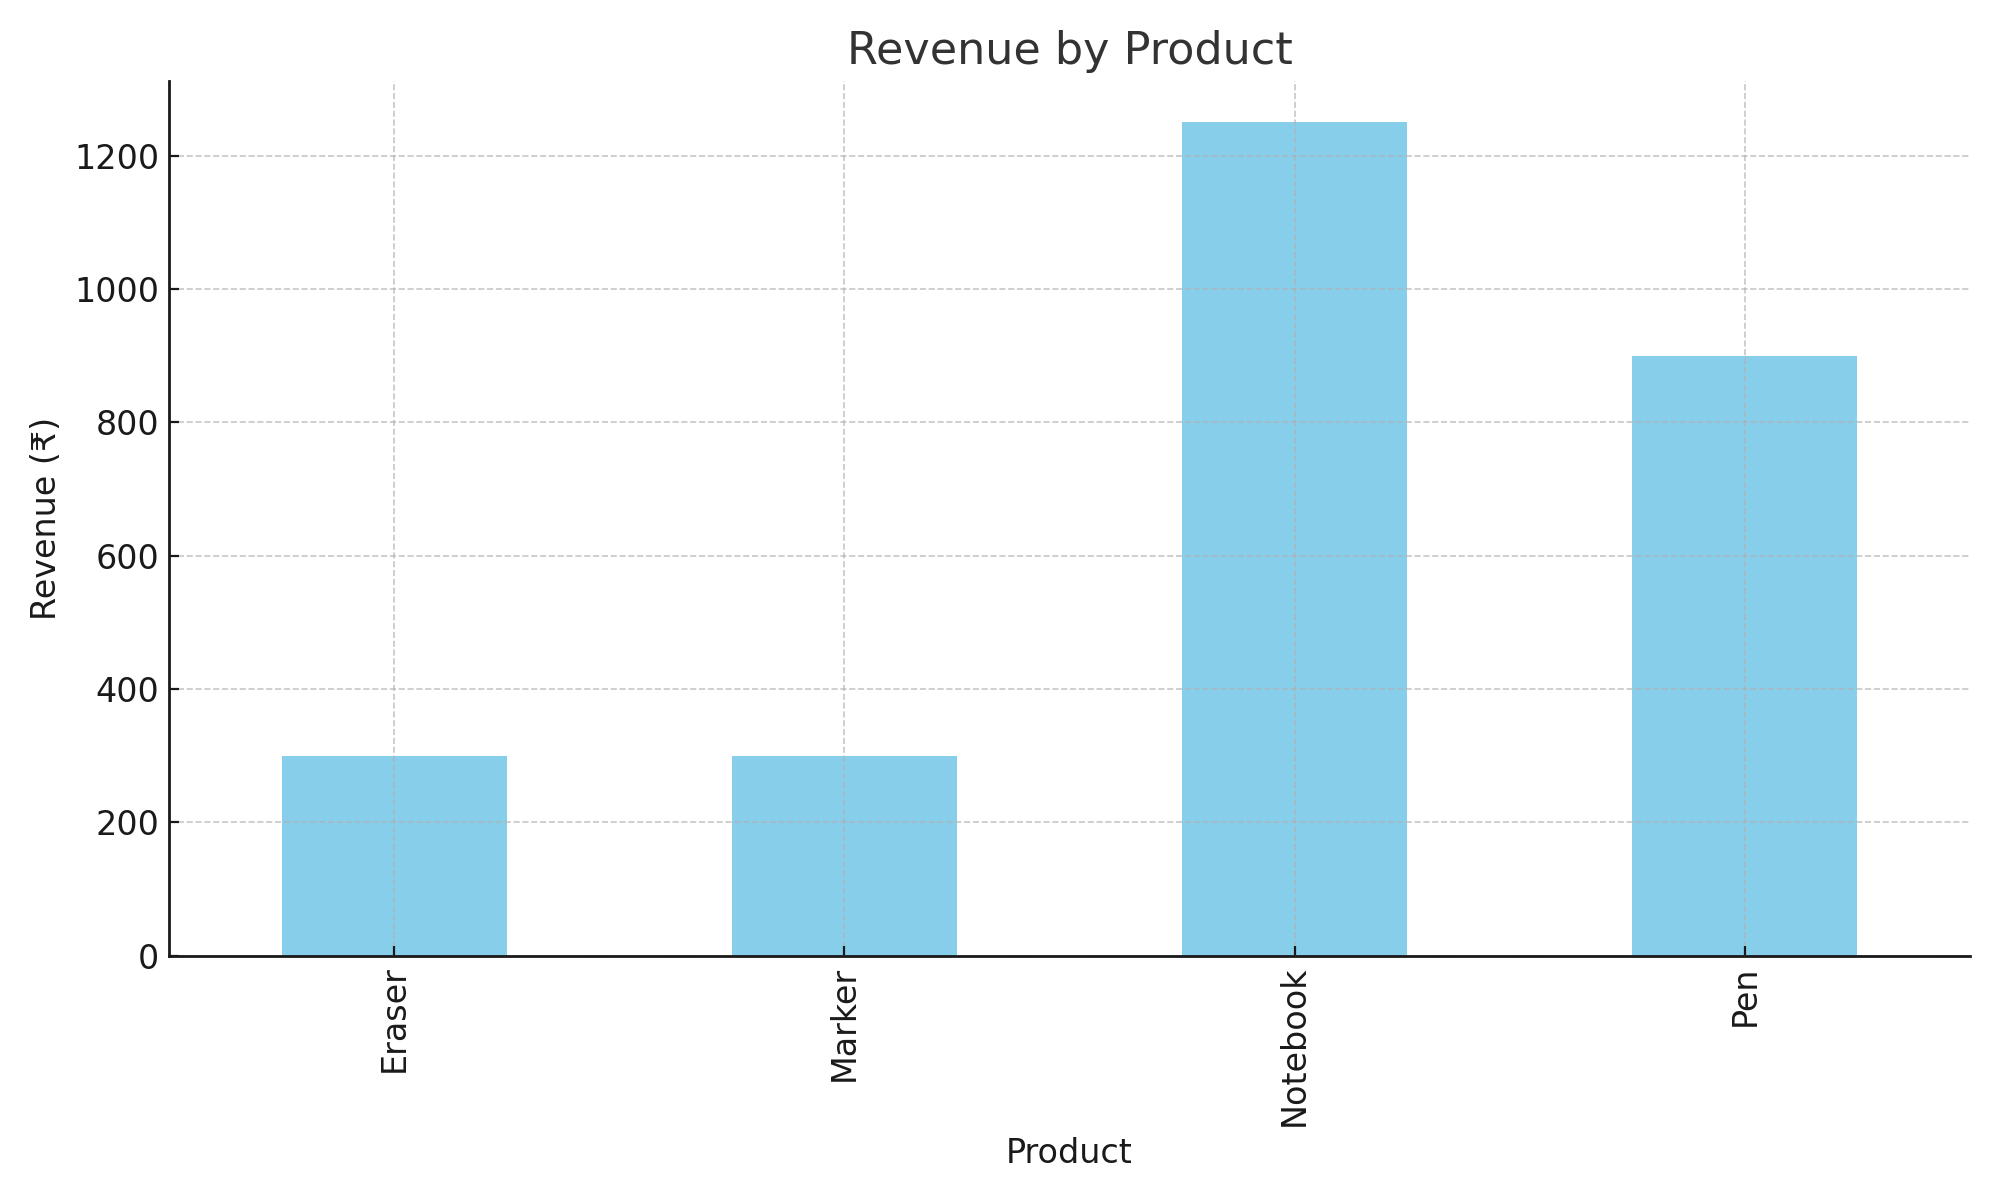 Revenue by Product
Revenue (₹)
1200
1000
800
600
400
200
0
Eraser
Marker
Notebook
Pen
Product